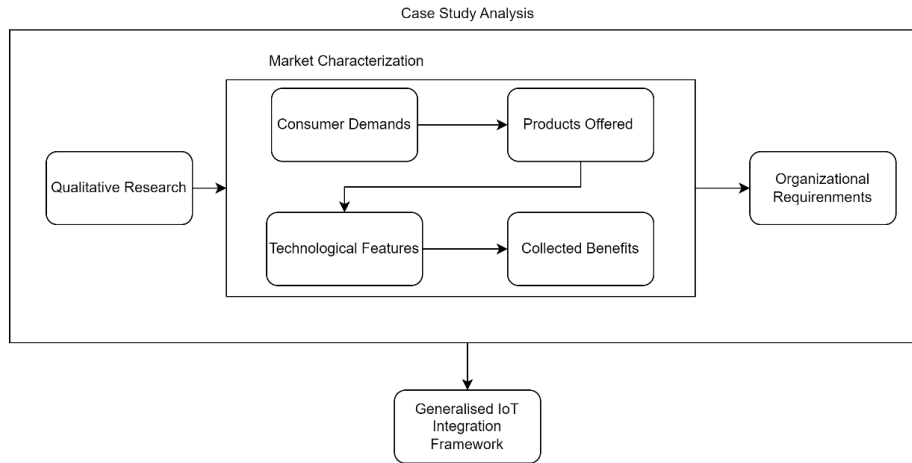 Case Study Analysis
Market Characterization
Consumer Demands
Products Offered
Qualitative Research
Organizational
Requirenments
Technological Features
Collected Benefits
Generalised IoT
Integration
Framework